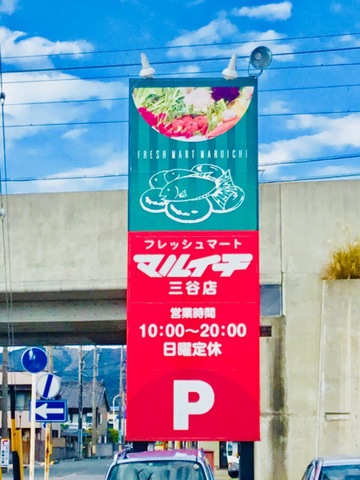 FRESH MART MARUICHI
フレッシュマート
マルイチ
三谷店
営業時間
10:00～20:00
日曜定休
P